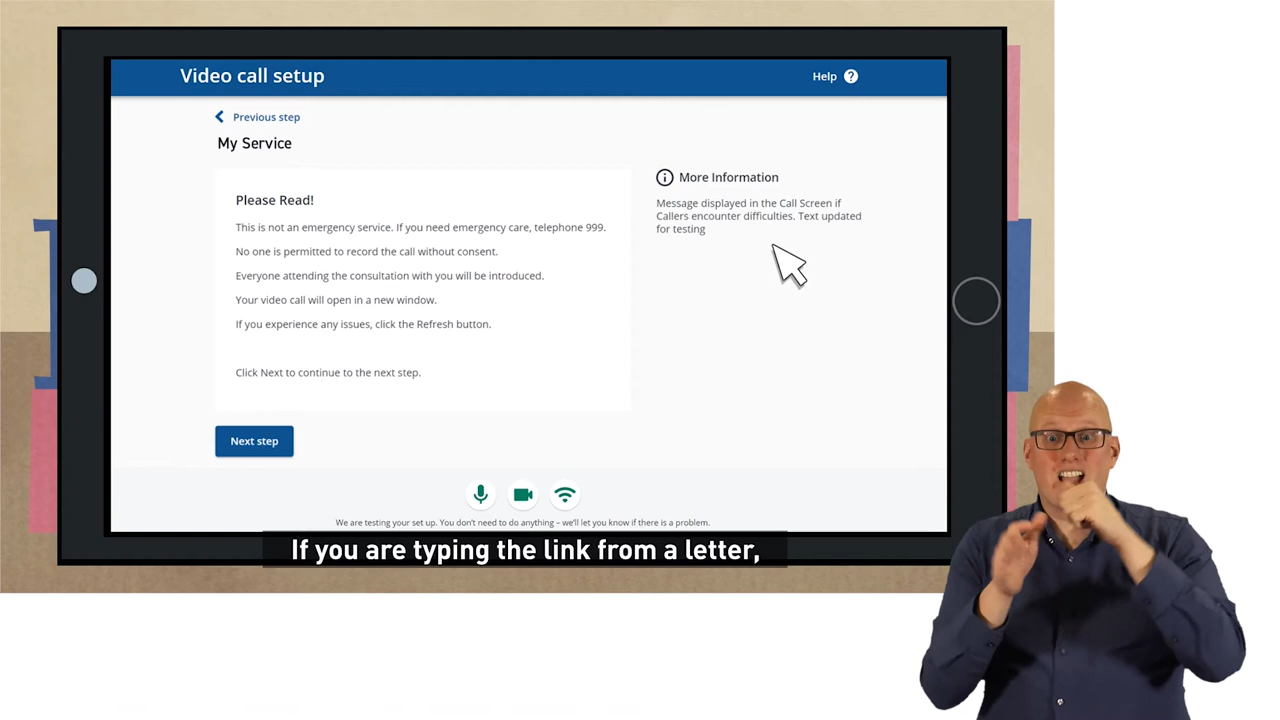 Video call setup
Help ?
Previous step
My Service
Please Read!
This is not an emergency service. If you need emergency care, telephone 999.
No one is permitted to record the call without consent.
Everyone attending the consultation with you will be introduced.
Your video call will open in a new window.
If you experience any issues, click the Refresh button.
Click Next to continue to the next step.
More Information
Message displayed in the Call Screen if
Callers encounter difficulties. Text updated
for testing
Next step
We are testing your set up. You don't need to do anything – we'll let you know if there is a problem.
If you are typing the link from a letter,